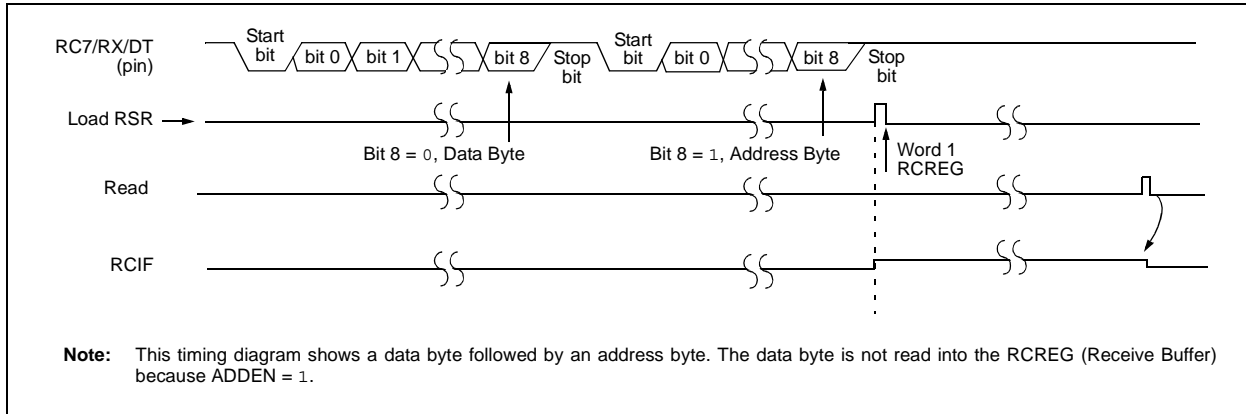 RC7/RX/DT
(pin)
Start
bit
bit 0
bit 1
bit 8
Stop
bit
Start
bit
bit 0
bit 8
Stop
bit
Load RSR
Bit 8 = 0, Data Byte
Bit 8 = 1, Address Byte
Word 1
RCREG
Read
RCIF
Note: This timing diagram shows a data byte followed by an address byte. The data byte is not read into the RCREG (Receive Buffer)
because ADDEN = 1.